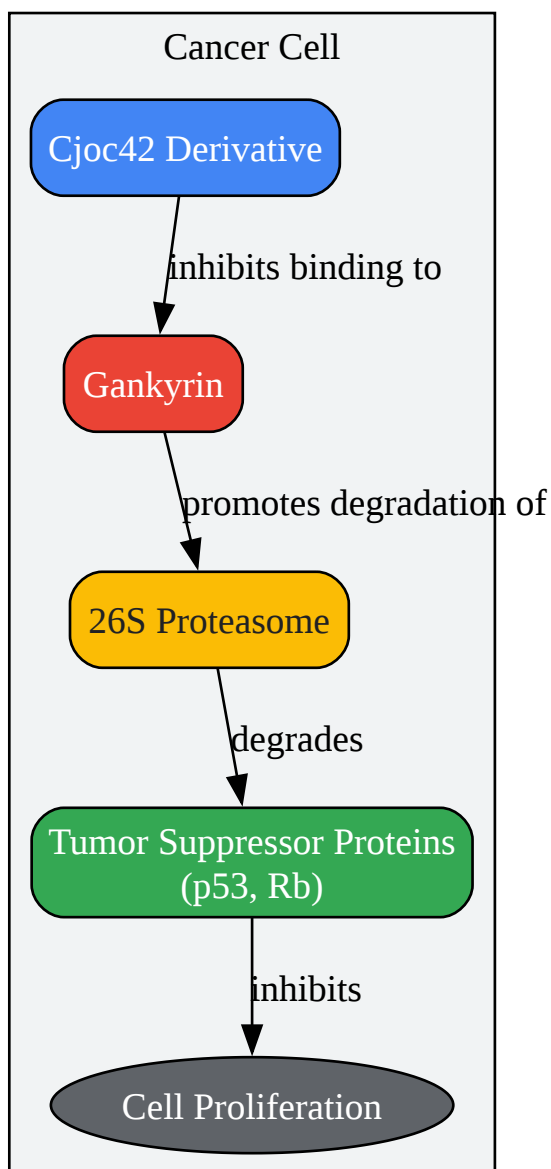 Cancer Cell
Cjoc42 Derivative
inhibits binding to
Gankyrin
promotes degradation of
26S Proteasome
degrades
Tumor Suppressor Proteins
(p53, Rb)
inhibits
Cell Proliferation